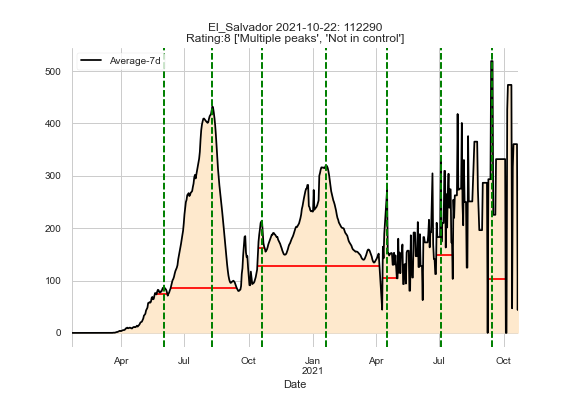 El_Salvador 2021-10-22: 112290
Rating:8 ['Multiple peaks', 'Not in control']
Average-7d
500
400
300
200
100
0
Apr Jul Oct Jan Apr Jul Oct
2021
Date